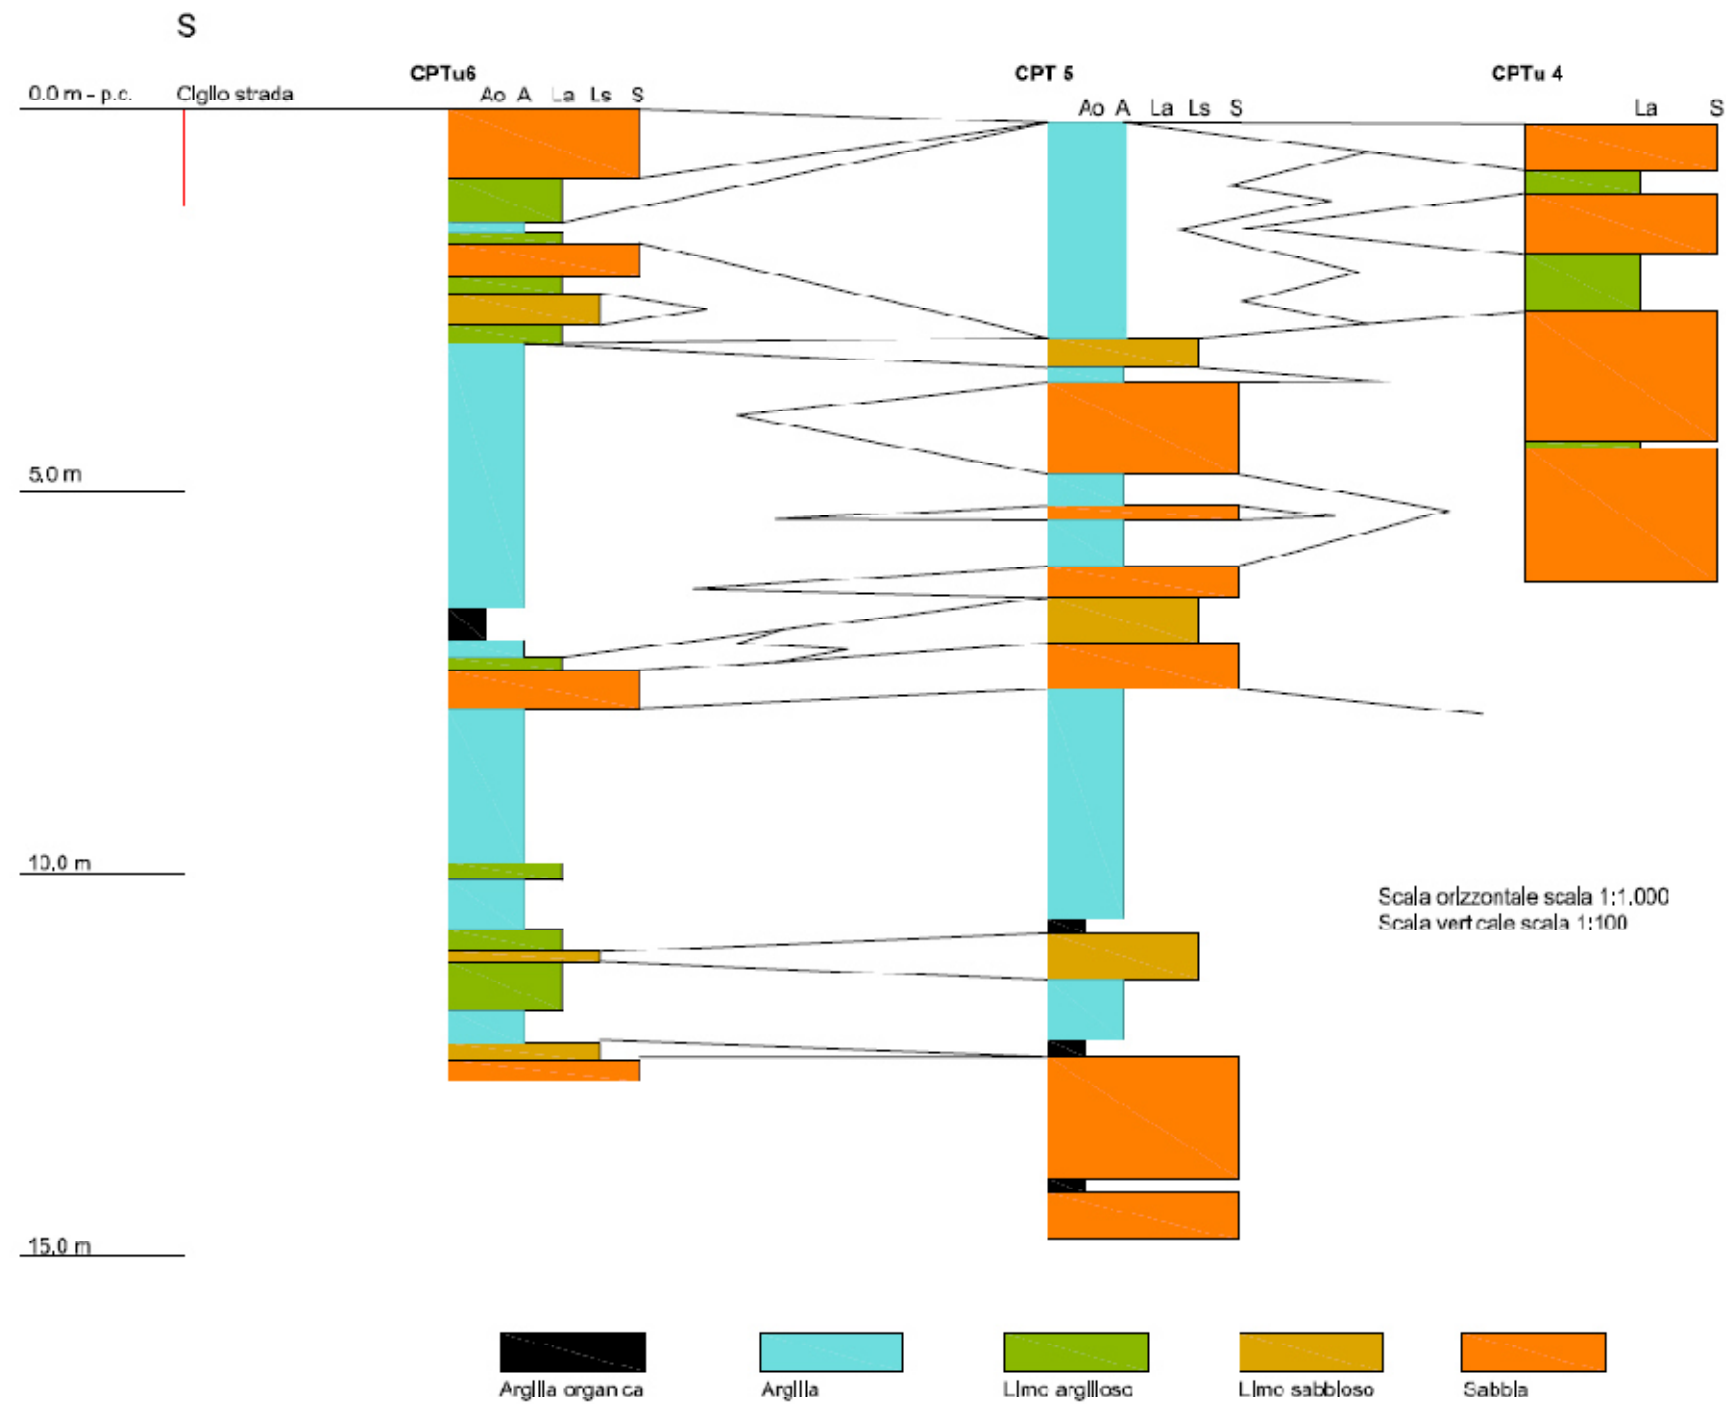 S
CPTu6 CPT 5 CPTu 4
0.0 m - p.c. Ciglio strada
Ao A La Ls S
Ao A La Ls S
La S
5,0 m
10,0 m
Scala orizzontale scala 1:1.000
Scala verticale scala 1:100
15,0 m
Argilla organica Argilla Limo argilloso Limo sabbioso Sabbia